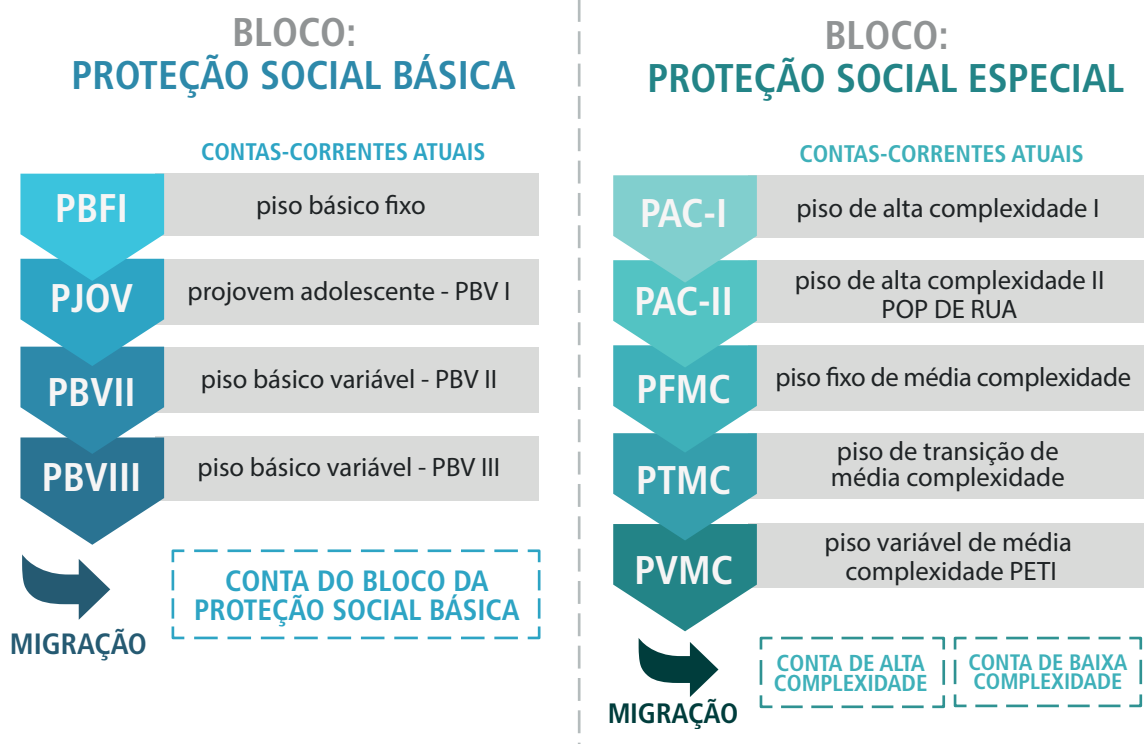 BLOCO:
PROTEÇÃO SOCIAL BÁSICA
CONTAS-CORRENTES ATUAIS
PBFI
piso básico fixo
PJOV
projovem adolescente - PBV I
PBVII
piso básico variável - PBV II
PBVIII
piso básico variável - PBV III
MIGRAÇÃO
CONTA DO BLOCO DA
PROTEÇÃO SOCIAL BÁSICA
BLOCO:
PROTEÇÃO SOCIAL ESPECIAL
CONTAS-CORRENTES ATUAIS
PAC-I
piso de alta complexidade I
PAC-II
piso de alta complexidade II
POP DE RUA
PFMC
piso fixo de média complexidade
PTMC
piso de transição de
média complexidade
PVMC
piso variável de média
complexidade PETI
MIGRAÇÃO
CONTA DE ALTA
COMPLEXIDADE
CONTA DE BAIXA
COMPLEXIDADE